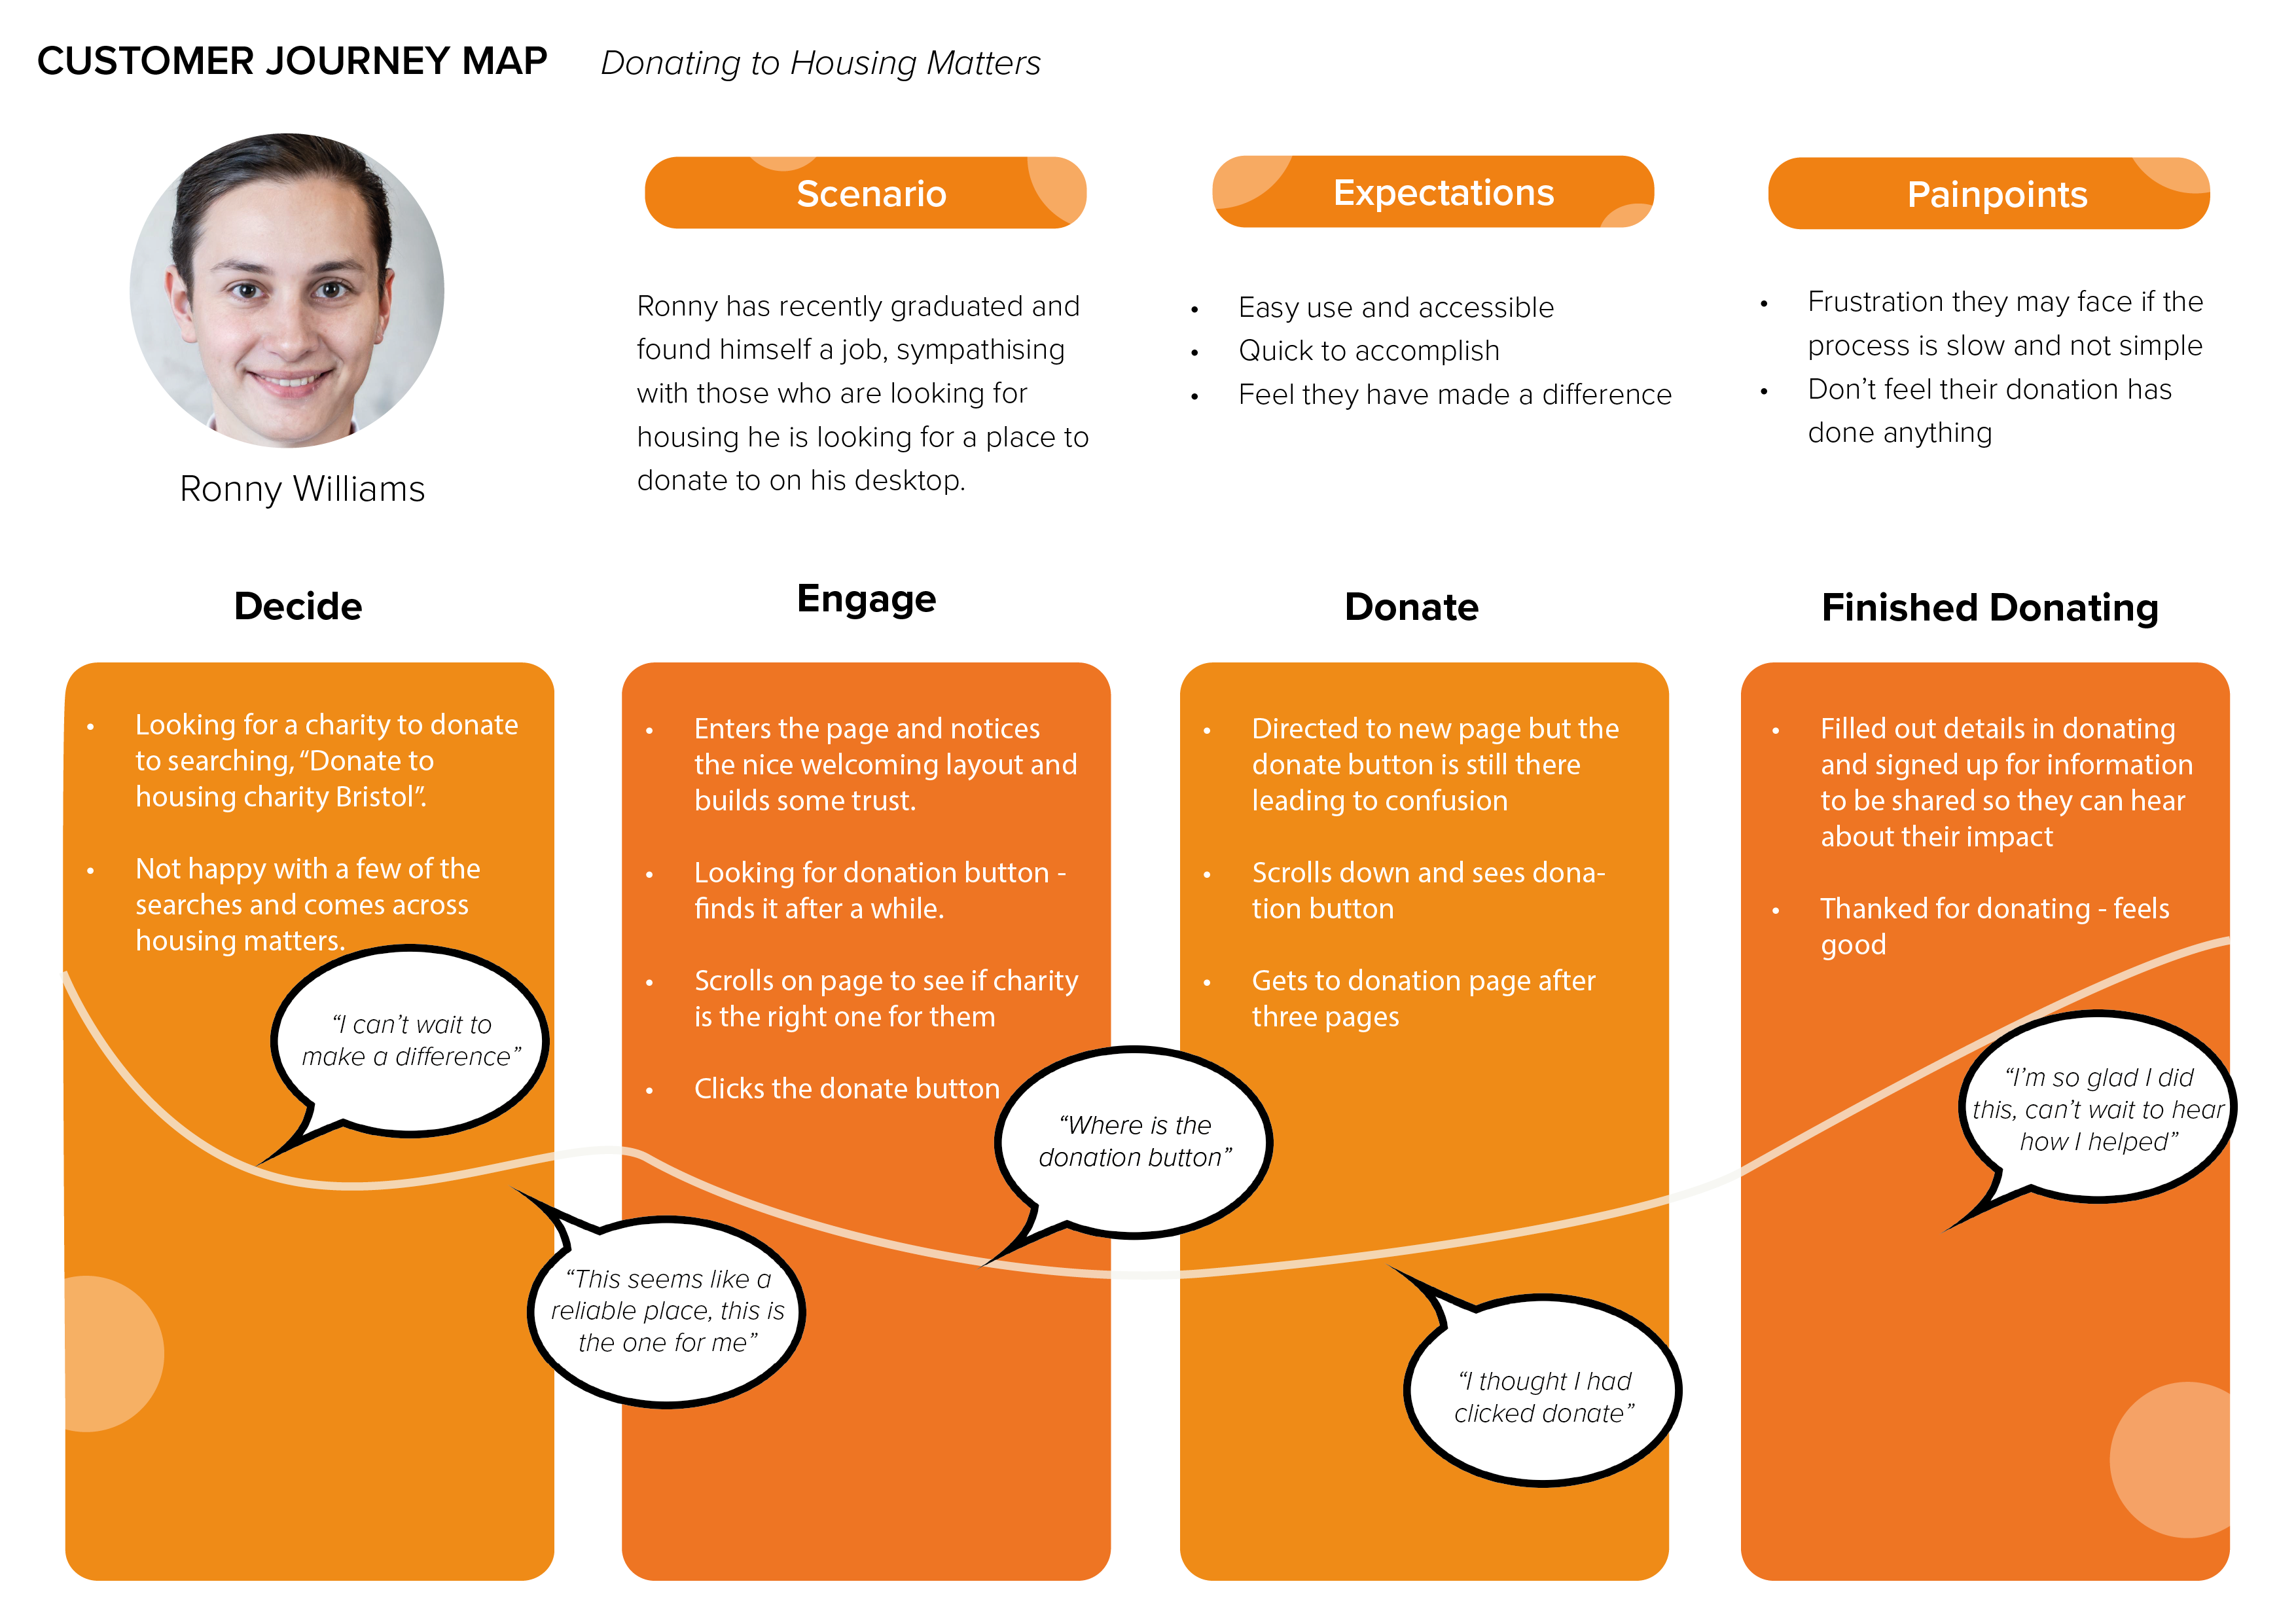 CUSTOMER JOURNEY MAP
Donating to Housing Matters
Ronny Williams
Scenario
Ronny has recently graduated and
found himself a job, sympathising
with those who are looking for
housing he is looking for a place to
donate to on his desktop.
Expectations
• Easy use and accessible
• Quick to accomplish
• Feel they have made a difference
Painpoints
• Frustration they may face if the
process is slow and not simple
• Don’t feel their donation has
done anything
Decide
• Looking for a charity to donate
to searching, “Donate to
housing charity Bristol”.
• Not happy with a few of the
searches and comes across
housing matters.
“I can’t wait to
make a difference”
“This seems like a
reliable place, this is
the one for me”
Engage
• Enters the page and notices
the nice welcoming layout and
builds some trust.
• Looking for donation button -
finds it after a while.
• Scrolls on page to see if charity
is the right one for them
• Clicks the donate button
“Where is the
donation button”
Donate
• Directed to new page but the
donate button is still there
leading to confusion
• Scrolls down and sees dona-
tion button
• Gets to donation page after
three pages
“I thought I had
clicked donate”
Finished Donating
• Filled out details in donating
and signed up for information
to be shared so they can hear
about their impact
• Thanked for donating - feels
good
“I’m so glad I did
this, can’t wait to hear
how I helped”